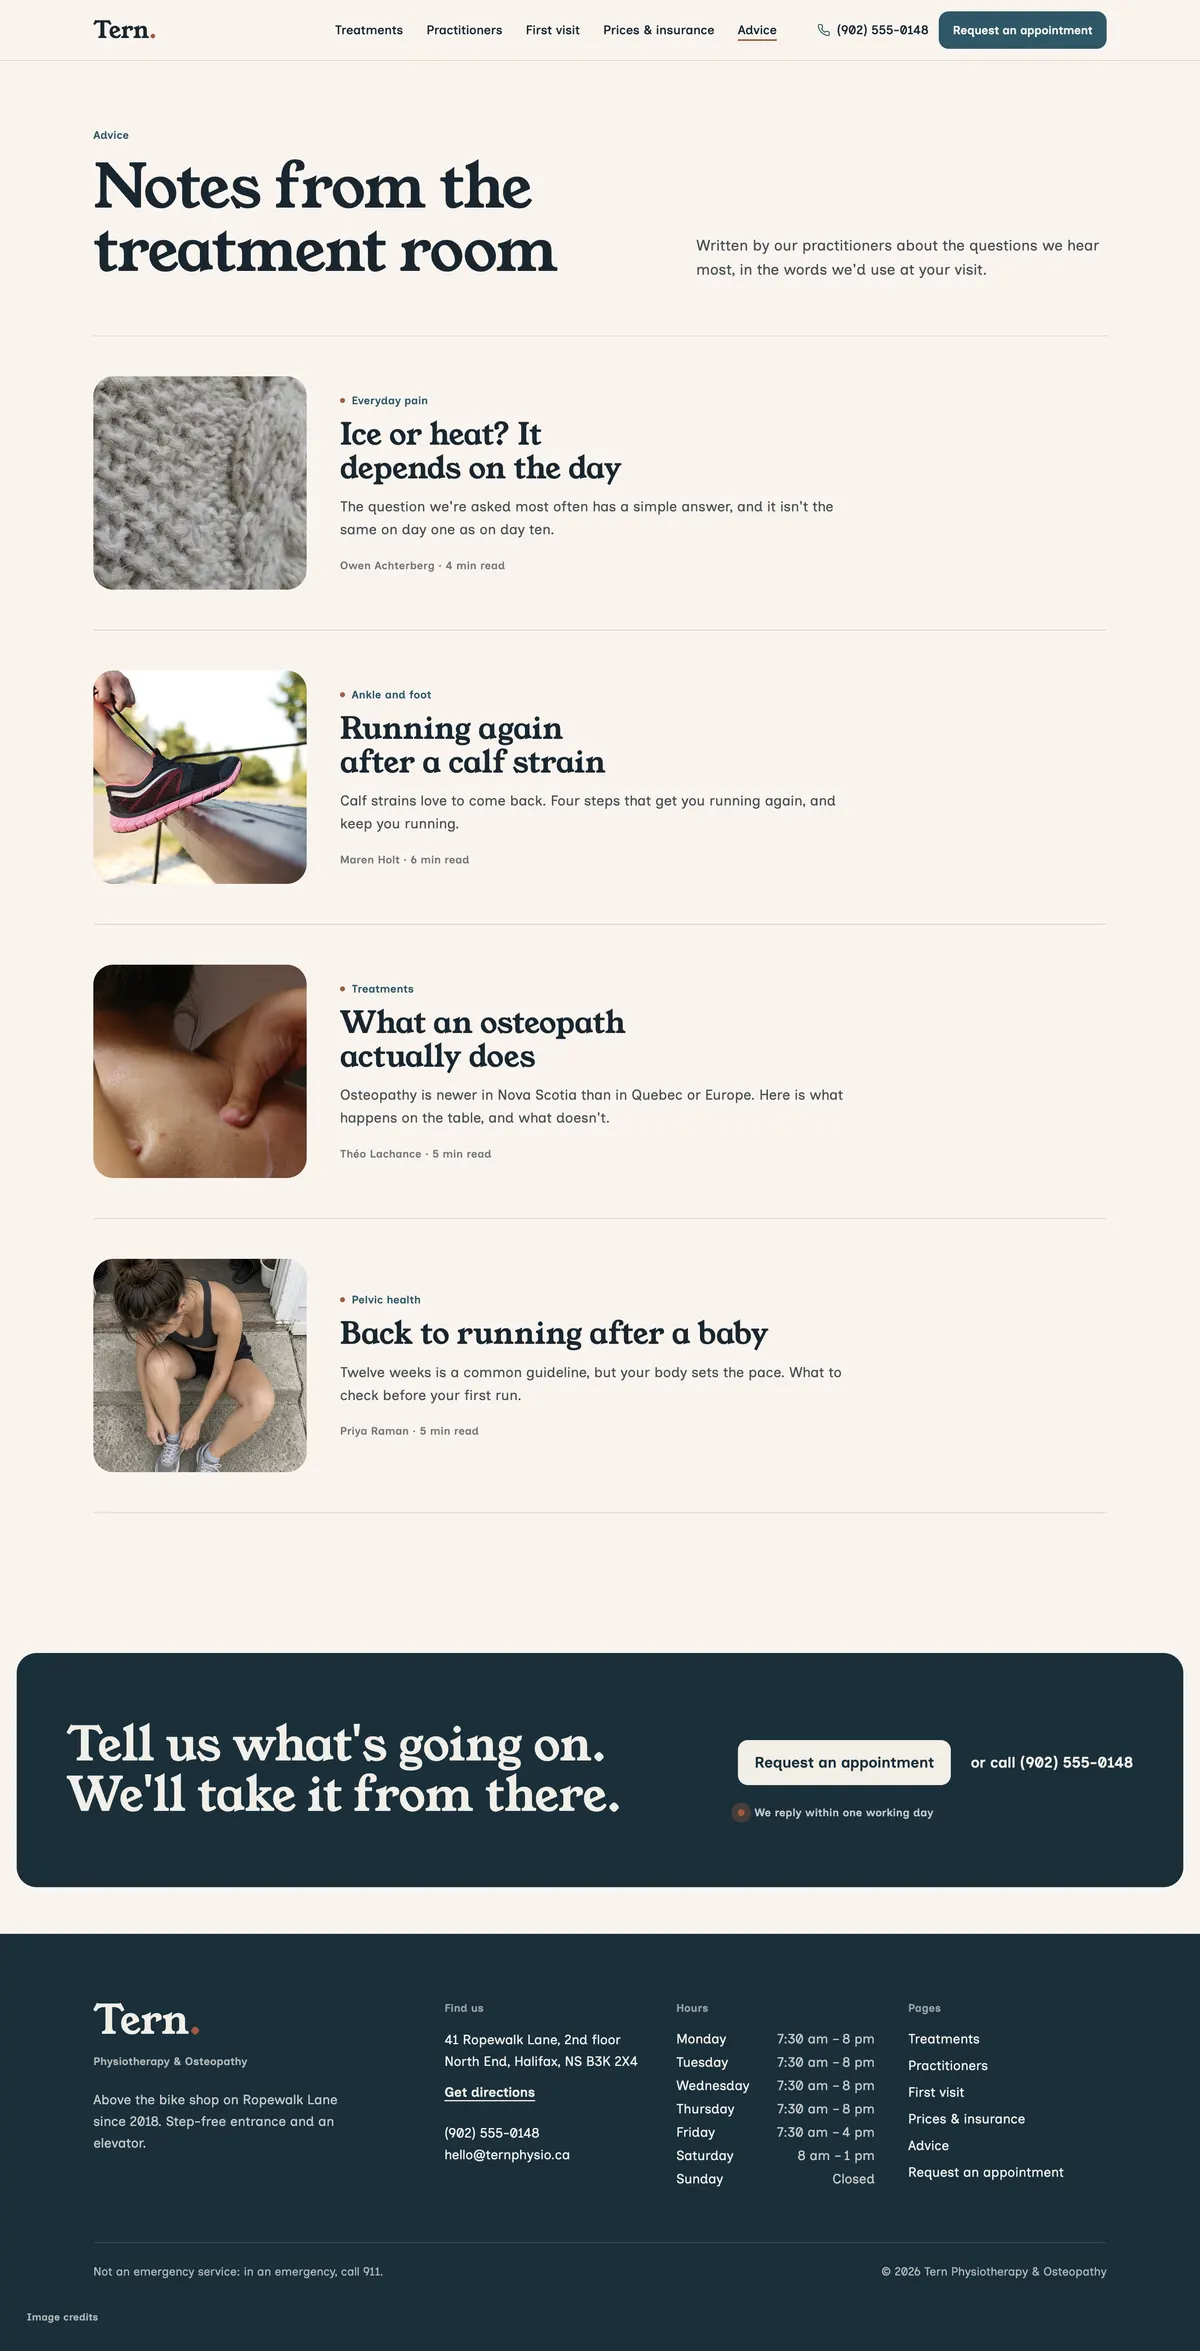 Tern.
Treatments
Practitioners
First visit
Prices & insurance
Advice
(902) 555-0148
Request an appointment
Advice
Notes from the
treatment room
Written by our practitioners about the questions we hear
most, in the words we'd use at your visit.
Everyday pain
Ice or heat? It
depends on the day
The question we're asked most often has a simple answer, and it isn't the
same on day one as on day ten.
Owen Achterberg · 4 min read
Ankle and foot
Running again
after a calf strain
Calf strains love to come back. Four steps that get you running again, and
keep you running.
Maren Holt · 6 min read
Treatments
What an osteopath
actually does
Osteopathy is newer in Nova Scotia than in Quebec or Europe. Here is what
happens on the table, and what doesn't.
Théo Lachance · 5 min read
Pelvic health
Back to running after a baby
Twelve weeks is a common guideline, but your body sets the pace. What to
check before your first run.
Priya Raman · 5 min read
Tell us what's going on.
We'll take it from there.
Request an appointment
or call (902) 555-0148
We reply within one working day
Tern.
Physiotherapy & Osteopathy
Above the bike shop on Ropewalk Lane
since 2018. Step-free entrance and an
elevator.
Find us
41 Ropewalk Lane, 2nd floor
North End, Halifax, NS B3K 2X4
Get directions
(902) 555-0148
hello@ternphysio.ca
Hours
Monday 7:30 am – 8 pm
Tuesday 7:30 am – 8 pm
Wednesday 7:30 am – 8 pm
Thursday 7:30 am – 8 pm
Friday 7:30 am – 4 pm
Saturday 8 am – 1 pm
Sunday Closed
Pages
Treatments
Practitioners
First visit
Prices & insurance
Advice
Request an appointment
Not an emergency service: in an emergency, call 911.
© 2026 Tern Physiotherapy & Osteopathy
Image credits